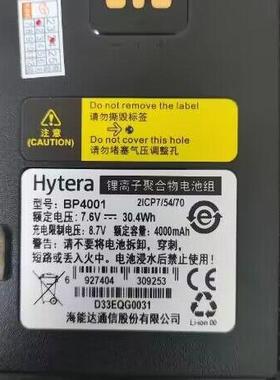 请勿撕毁标签
Do not remove the label
Do not cover this hole
请勿堵塞气压调整孔
注意
(CAUTION)
Hytera 锂离子聚合物电池组
型号: BP4001 2ICP7/54/70
额定电压: 7.6V ⎓ 30.4Wh
充电限制电压: 8.7V 额定容量: 4000mAh
警告: 请不要将电池拆卸, 穿刺,
短路或丢入火中。电池浸水后禁止使用。
6 927404 309253
D33EQG0031
Li-ion 00
海能达通信股份有限公司